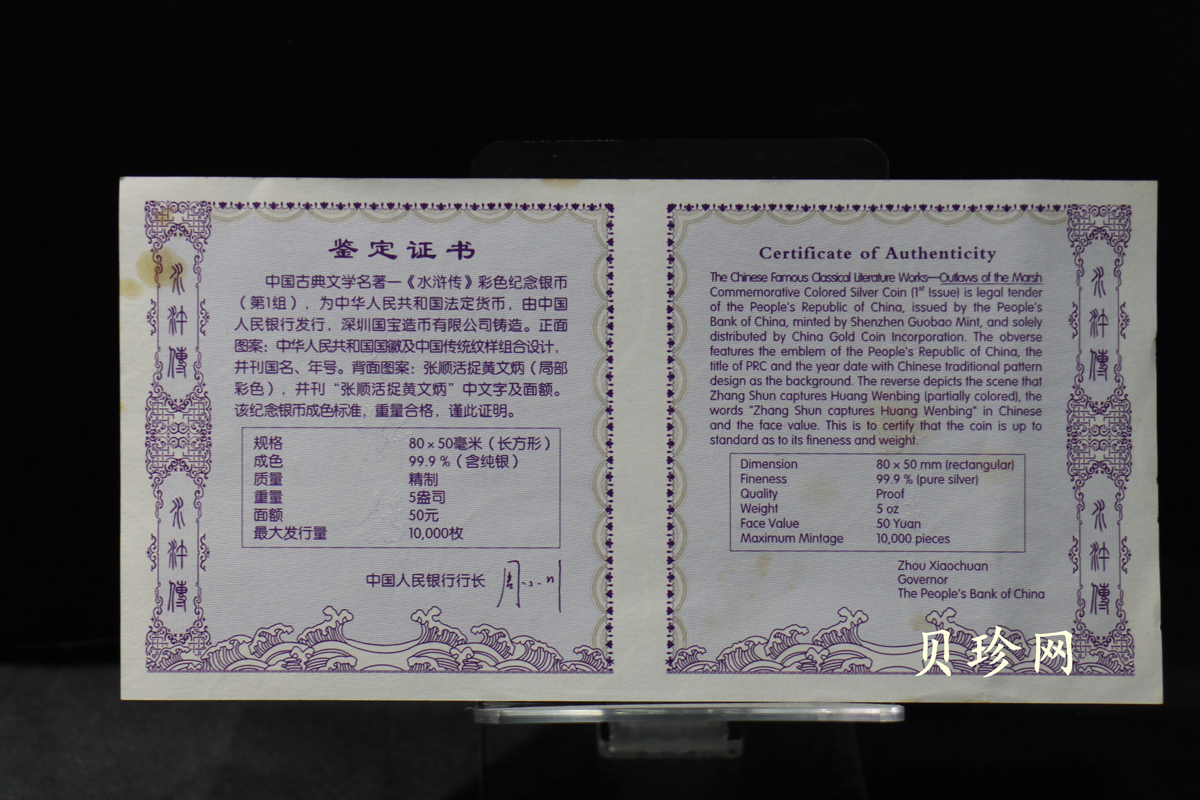 水滸傳
水滸傳
鉴定证书
中国古典文学名著—《水浒传》彩色纪念银币
（第1组），为中华人民共和国法定货币，由中国
人民银行发行，深圳国宝造币有限公司铸造。正面
图案：中华人民共和国国徽及中国传统纹样组合设计，
并刊国名、年号。背面图案：张顺活捉黄文炳（局部
彩色），并刊“张顺活捉黄文炳”中文字及面额。
该纪念银币成色标准，重量合格，谨此证明。
规格 80×50毫米（长方形）
成色 99.9％（含纯银）
质量 精制
重量 5盎司
面额 50元
最大发行量 10,000枚
中国人民银行行长 周小川
Certificate of Authenticity
The Chinese Famous Classical Literature Works—Outlaws of the Marsh
Commemorative Colored Silver Coin (1st Issue) is legal tender
of the People's Republic of China, issued by the People's
Bank of China, minted by Shenzhen Guobao Mint, and solely
distributed by China Gold Coin Incorporation. The obverse
features the emblem of the People's Republic of China, the
title of PRC and the year date with Chinese traditional pattern
design as the background. The reverse depicts the scene that
Zhang Shun captures Huang Wenbing (partially colored), the
words "Zhang Shun captures Huang Wenbing" in Chinese
and the face value. This is to certify that the coin is up to
standard as to its fineness and weight.
Dimension 80 × 50 mm (rectangular)
Fineness 99.9 % (pure silver)
Quality Proof
Weight 5 oz
Face Value 50 Yuan
Maximum Mintage 10,000 pieces
Zhou Xiaochuan
Governor
The People's Bank of China
水滸傳
水滸傳
贝珍网